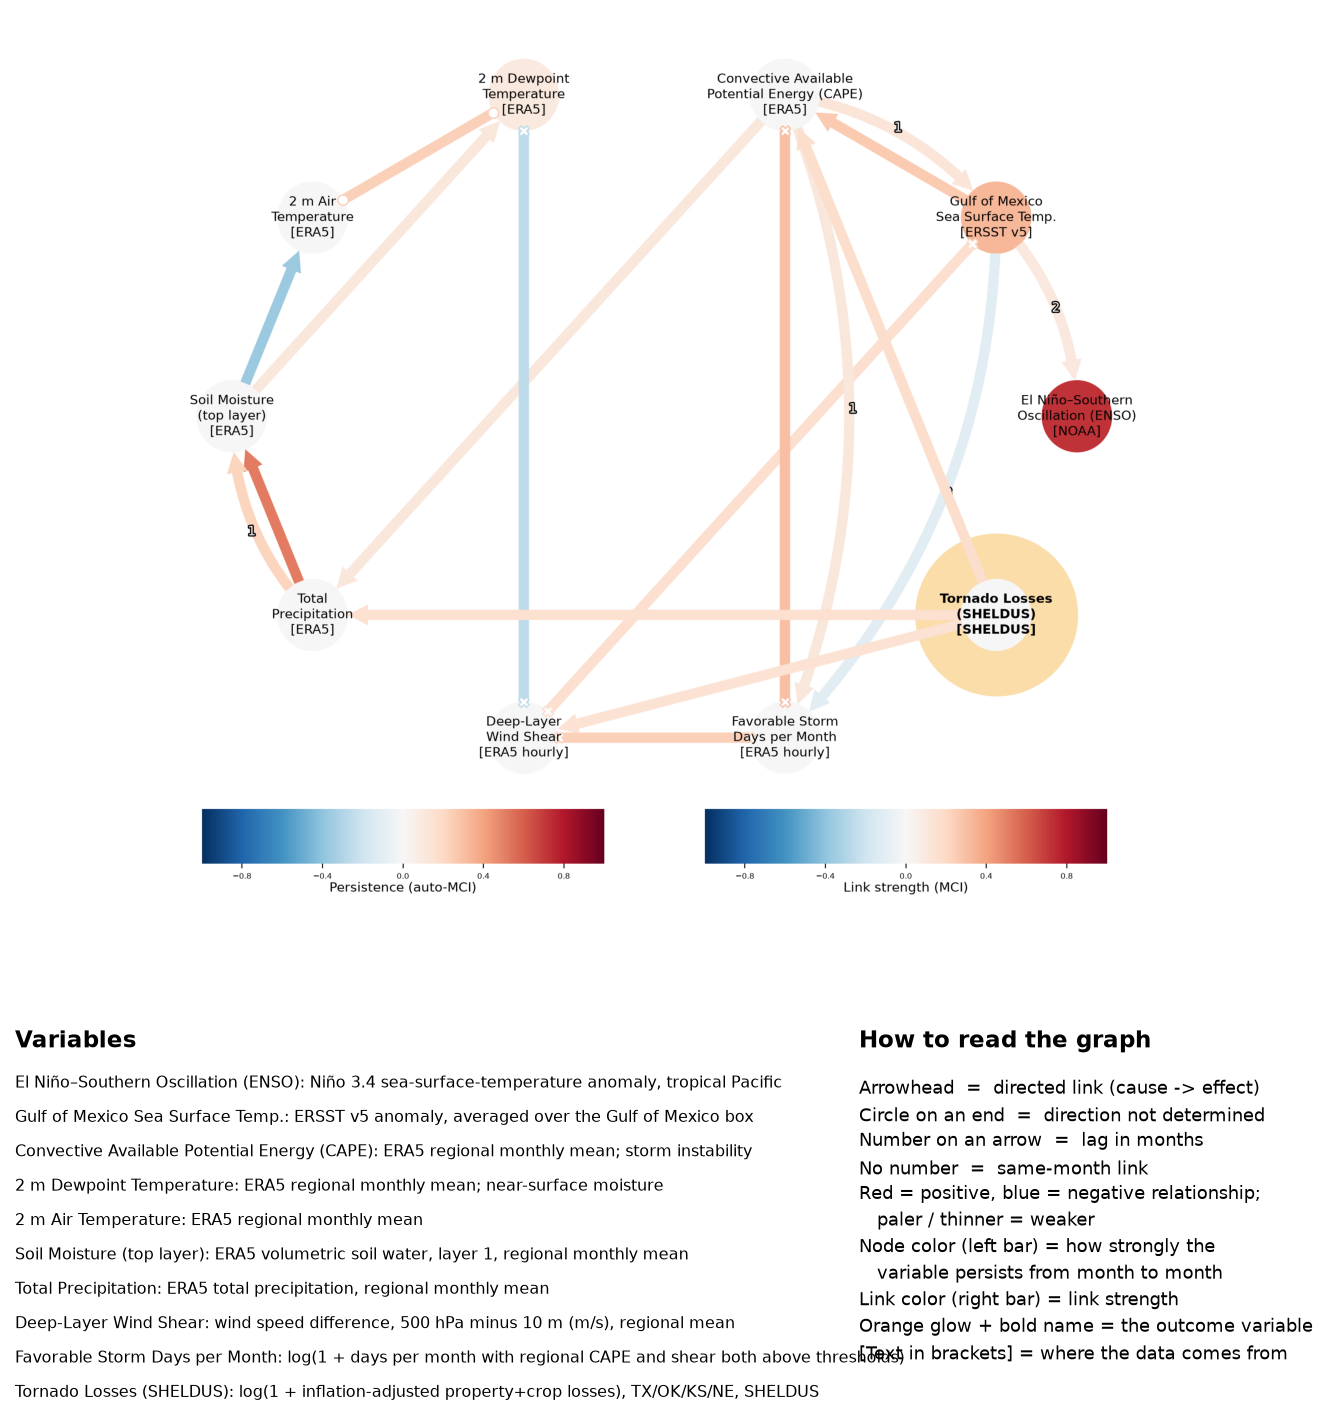 2 m Dewpoint
Temperature
[ERA5]
Convective Available
Potential Energy (CAPE)
[ERA5]
1
2 m Air
Temperature
[ERA5]
Gulf of Mexico
Sea Surface Temp.
[ERSST v5]
2
Soil Moisture
(top layer)
[ERA5]
1
El Niño–Southern
Oscillation (ENSO)
[NOAA]
1
Total
Precipitation
[ERA5]
Tornado Losses
(SHELDUS)
[SHELDUS]
Deep-Layer
Wind Shear
[ERA5 hourly]
Favorable Storm
Days per Month
[ERA5 hourly]
−0.8 −0.4 0.0 0.4 0.8
Persistence (auto-MCI)
−0.8 −0.4 0.0 0.4 0.8
Link strength (MCI)
Variables
El Niño–Southern Oscillation (ENSO): Niño 3.4 sea-surface-temperature anomaly, tropical Pacific
Gulf of Mexico Sea Surface Temp.: ERSST v5 anomaly, averaged over the Gulf of Mexico box
Convective Available Potential Energy (CAPE): ERA5 regional monthly mean; storm instability
2 m Dewpoint Temperature: ERA5 regional monthly mean; near-surface moisture
2 m Air Temperature: ERA5 regional monthly mean
Soil Moisture (top layer): ERA5 volumetric soil water, layer 1, regional monthly mean
Total Precipitation: ERA5 total precipitation, regional monthly mean
Deep-Layer Wind Shear: wind speed difference, 500 hPa minus 10 m (m/s), regional mean
Favorable Storm Days per Month: log(1 + days per month with regional CAPE and shear both above thresholds)
Tornado Losses (SHELDUS): log(1 + inflation-adjusted property+crop losses), TX/OK/KS/NE, SHELDUS
How to read the graph
Arrowhead = directed link (cause -> effect)
Circle on an end = direction not determined
Number on an arrow = lag in months
No number = same-month link
Red = positive, blue = negative relationship;
paler / thinner = weaker
Node color (left bar) = how strongly the
variable persists from month to month
Link color (right bar) = link strength
Orange glow + bold name = the outcome variable
[Text in brackets] = where the data comes from